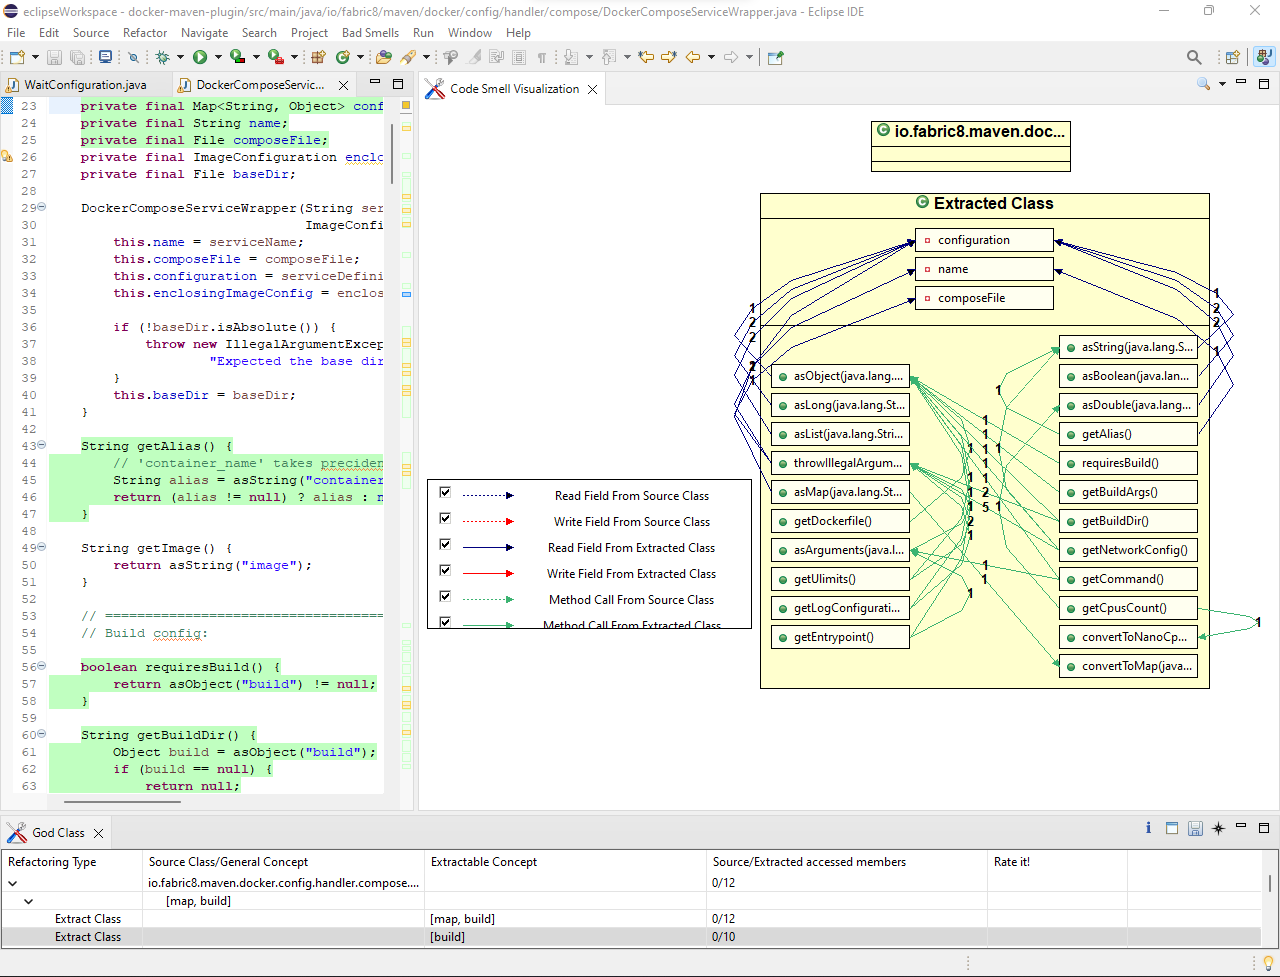 eclipseWorkspace - docker-maven-plugin/src/main/java/io/fabric8/maven/docker/config/handler/compose/DockerComposeServiceWrapper.java - Eclipse IDE
File Edit Source Refactor Navigate Search Project Bad Smells Run Window Help
WaitConfiguration.java
DockerComposeServic...
23 private final Map<String, Object> conf
24 private final String name;
25 private final File composeFile;
26 private final ImageConfiguration enclo
27 private final File baseDir;
28
29 DockerComposeServiceWrapper(String ser
30 ImageConfi
31 this.name = serviceName;
32 this.composeFile = composeFile;
33 this.configuration = serviceDefini
34 this.enclosingImageConfig = enclos
35
36 if (!baseDir.isAbsolute()) {
37 throw new IllegalArgumentExcep
38 "Expected the base dir
39 }
40 this.baseDir = baseDir;
41 }
42
43 String getAlias() {
44 // 'container_name' takes preciden
45 String alias = asString("container
46 return (alias != null) ? alias : n
47 }
48
49 String getImage() {
50 return asString("image");
51 }
52
53 // ==================================
54 // Build config:
55
56 boolean requiresBuild() {
57 return asObject("build") != null;
58 }
59
60 String getBuildDir() {
61 Object build = asObject("build");
62 if (build == null) {
63 return null;
Code Smell Visualization
io.fabric8.maven.doc...
Extracted Class
configuration
name
composeFile
asObject(java.lang....
asLong(java.lang.St...
asList(java.lang.Stri...
throwIllegalArgum...
asMap(java.lang.St...
getDockerfile()
asArguments(java.l...
getUlimits()
getLogConfigurati...
getEntrypoint()
asString(java.lang.S...
asBoolean(java.lan...
asDouble(java.lang...
getAlias()
requiresBuild()
getBuildArgs()
getBuildDir()
getNetworkConfig()
getCommand()
getCpusCount()
convertToNanoCp...
convertToMap(java...
1
2
2
2
1
1
2
2
1
1
1
1
1
1
1
1
1
1
2
1
5
1
2
1
1
1
1
1
Read Field From Source Class
Write Field From Source Class
Read Field From Extracted Class
Write Field From Extracted Class
Method Call From Source Class
Method Call From Extracted Class
God Class
Refactoring Type Source Class/General Concept Extractable Concept Source/Extracted accessed members Rate it!
io.fabric8.maven.docker.config.handler.compose.... 0/12
[map, build]
Extract Class [map, build] 0/12
Extract Class [build] 0/10